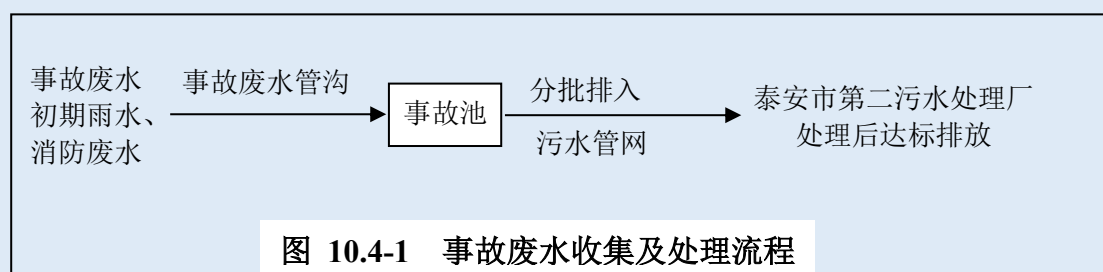 事故废水
初期雨水、
消防废水
事故废水管沟
事故池
分批排入
污水管网
泰安市第二污水处理厂
处理后达标排放
图 10.4-1 事故废水收集及处理流程